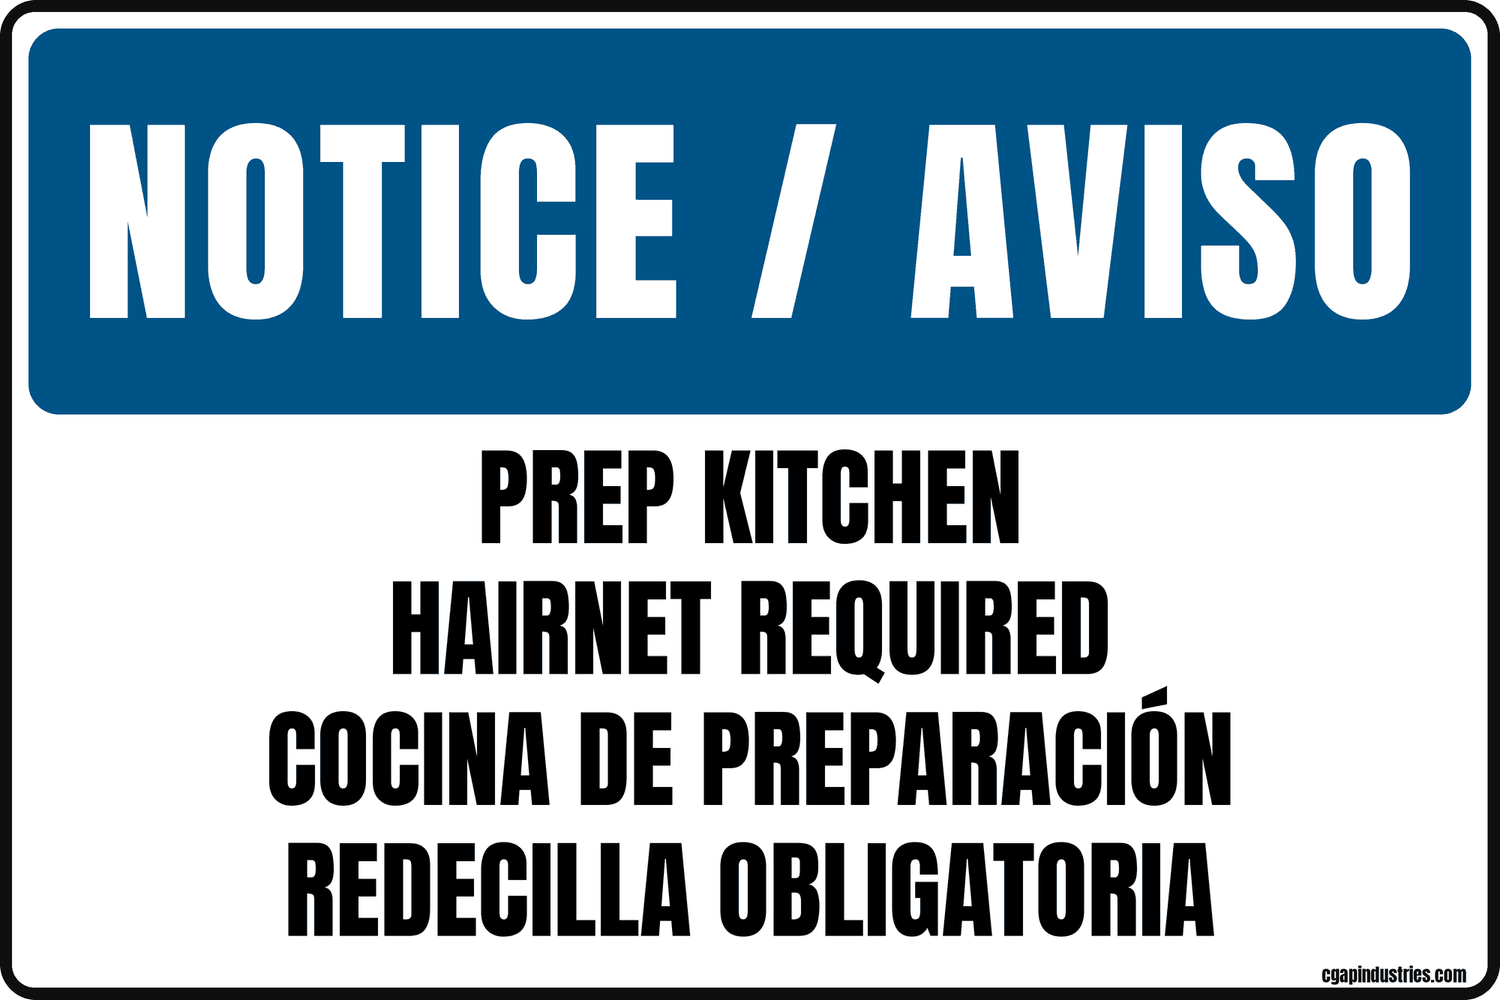 NOTICE / AVISO
PREP KITCHEN
HAIRNET REQUIRED
COCINA DE PREPARACIÓN
REDECILLA OBLIGATORIA
cgapindustries.com